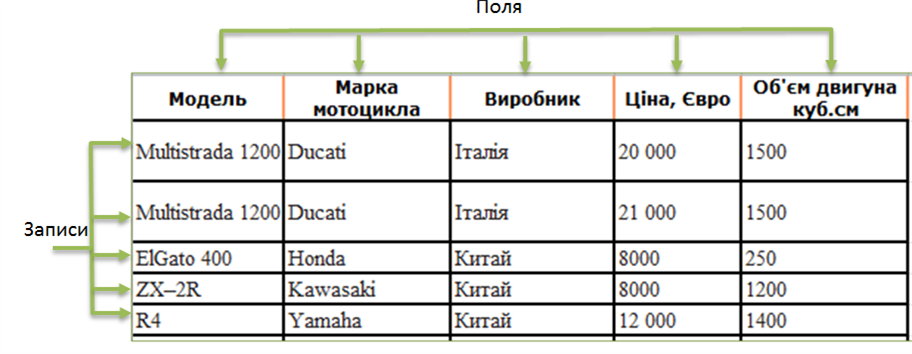 Поля
Модель Марка мотоцикла Виробник Ціна, Євро Об'єм двигуна куб.см
Multistrada 1200 Ducati Італія 20 000 1500
Записи
Multistrada 1200 Ducati Італія 21 000 1500
ElGato 400 Honda Китай 8000 250
ZX–2R Kawasaki Китай 8000 1200
R4 Yamaha Китай 12 000 1400